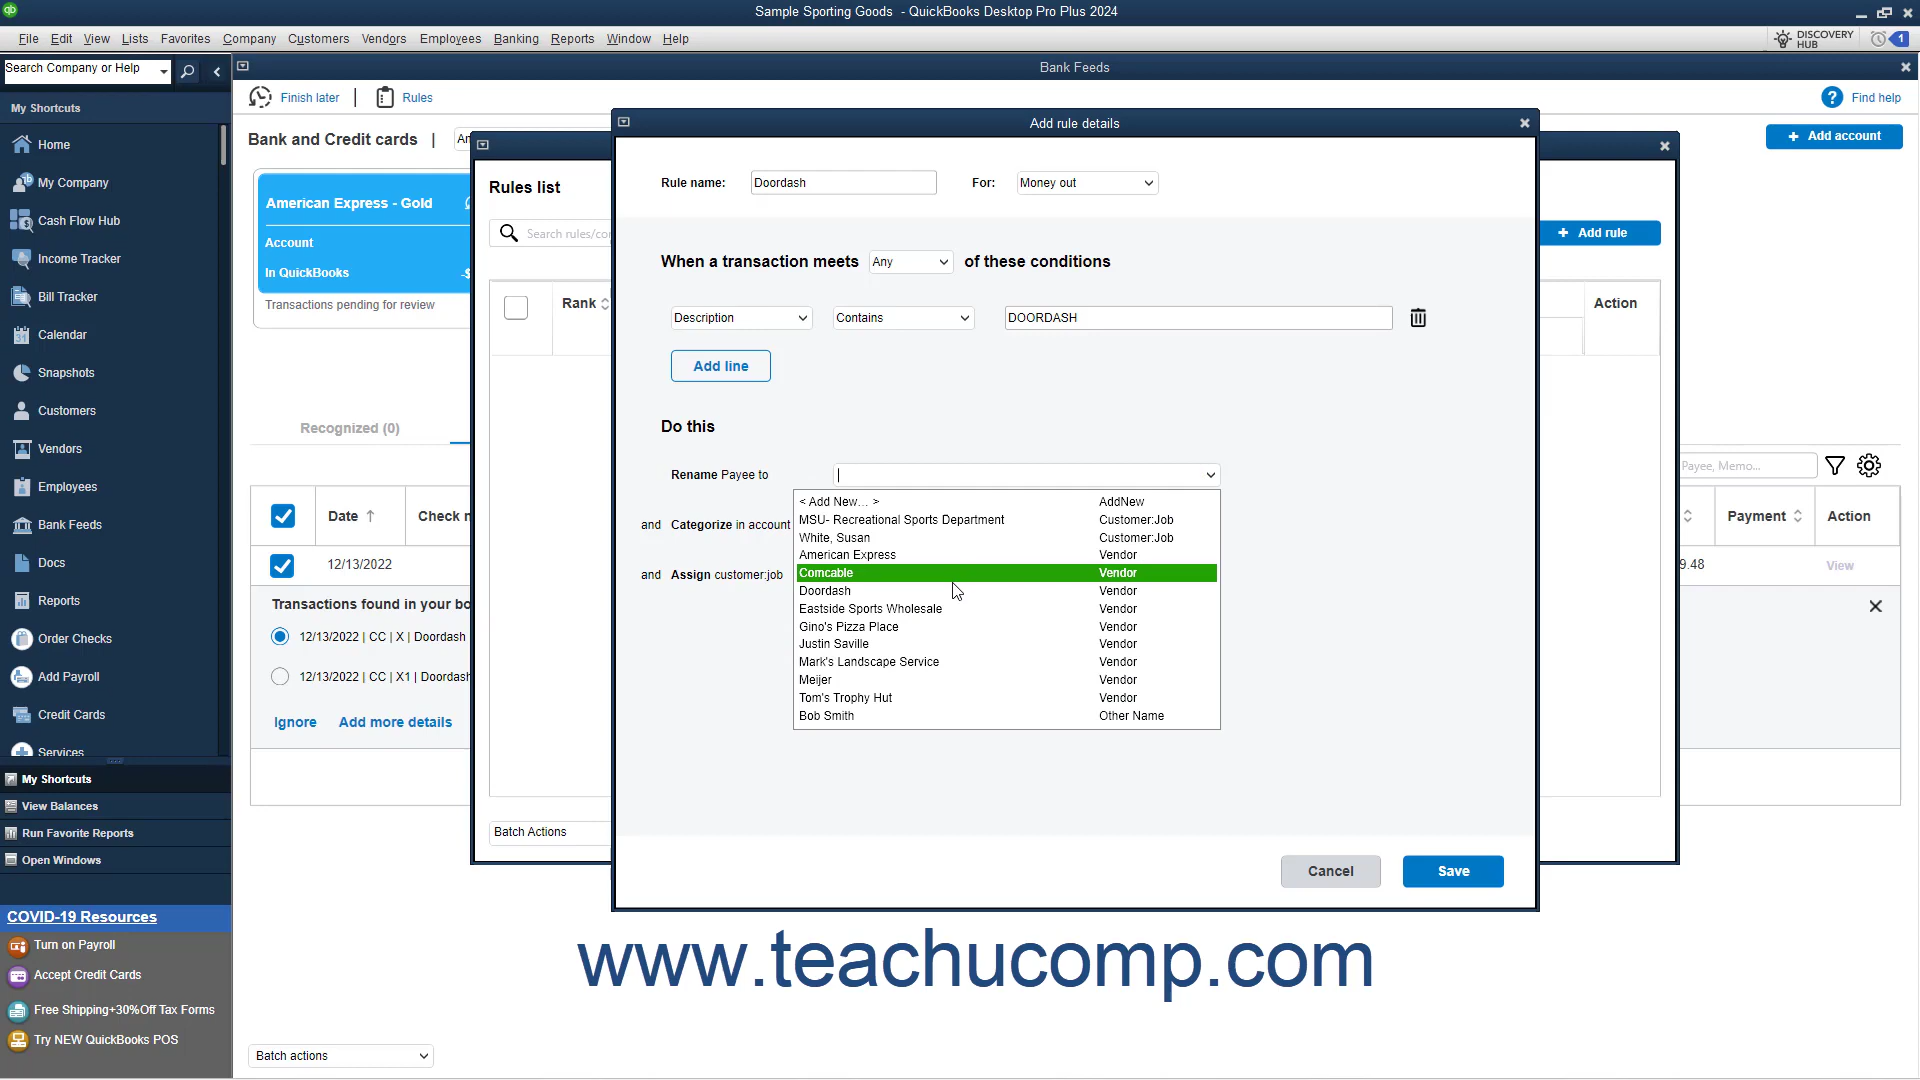 Sample Sporting Goods - QuickBooks Desktop Pro Plus 2024
File Edit View Lists Favorites Company Customers Vendors Employees Banking Reports Window Help
DISCOVERY HUB
1
Search Company or Help
Bank Feeds
My Shortcuts
Home
My Company
Cash Flow Hub
Income Tracker
Bill Tracker
Calendar
Snapshots
Customers
Vendors
Employees
Bank Feeds
Docs
Reports
Order Checks
Add Payroll
Credit Cards
Services
My Shortcuts
View Balances
Run Favorite Reports
Open Windows
COVID-19 Resources
Turn on Payroll
Accept Credit Cards
Free Shipping+30%Off Tax Forms
Try NEW QuickBooks POS
Finish later | Rules
Find help
Bank and Credit cards | 
Add account
American Express - Gold
Account
In QuickBooks
Transactions pending for review
Recognized (0)
Date
12/13/2022
Transactions found in your
12/13/2022 | CC | X | Doordash
12/13/2022 | CC | X1 | Doordash
Ignore Add more details
Batch actions
Rules list
Search
Add rule
Rank
Action
Batch Actions
Payee, Memo...
Payment
Action
9.48
View
Add rule details
Rule name: Doordash For: Money out
When a transaction meets Any of these conditions
Description Contains DOORDASH
Add line
Do this
Rename Payee to
and Categorize in account
and Assign customer:job
< Add New... > AddNew
MSU- Recreational Sports Department Customer:Job
White, Susan Customer:Job
American Express Vendor
Comcable Vendor
Doordash Vendor
Eastside Sports Wholesale Vendor
Gino's Pizza Place Vendor
Justin Saville Vendor
Mark's Landscape Service Vendor
Meijer Vendor
Tom's Trophy Hut Vendor
Bob Smith Other Name
Cancel Save
www.teachucomp.com